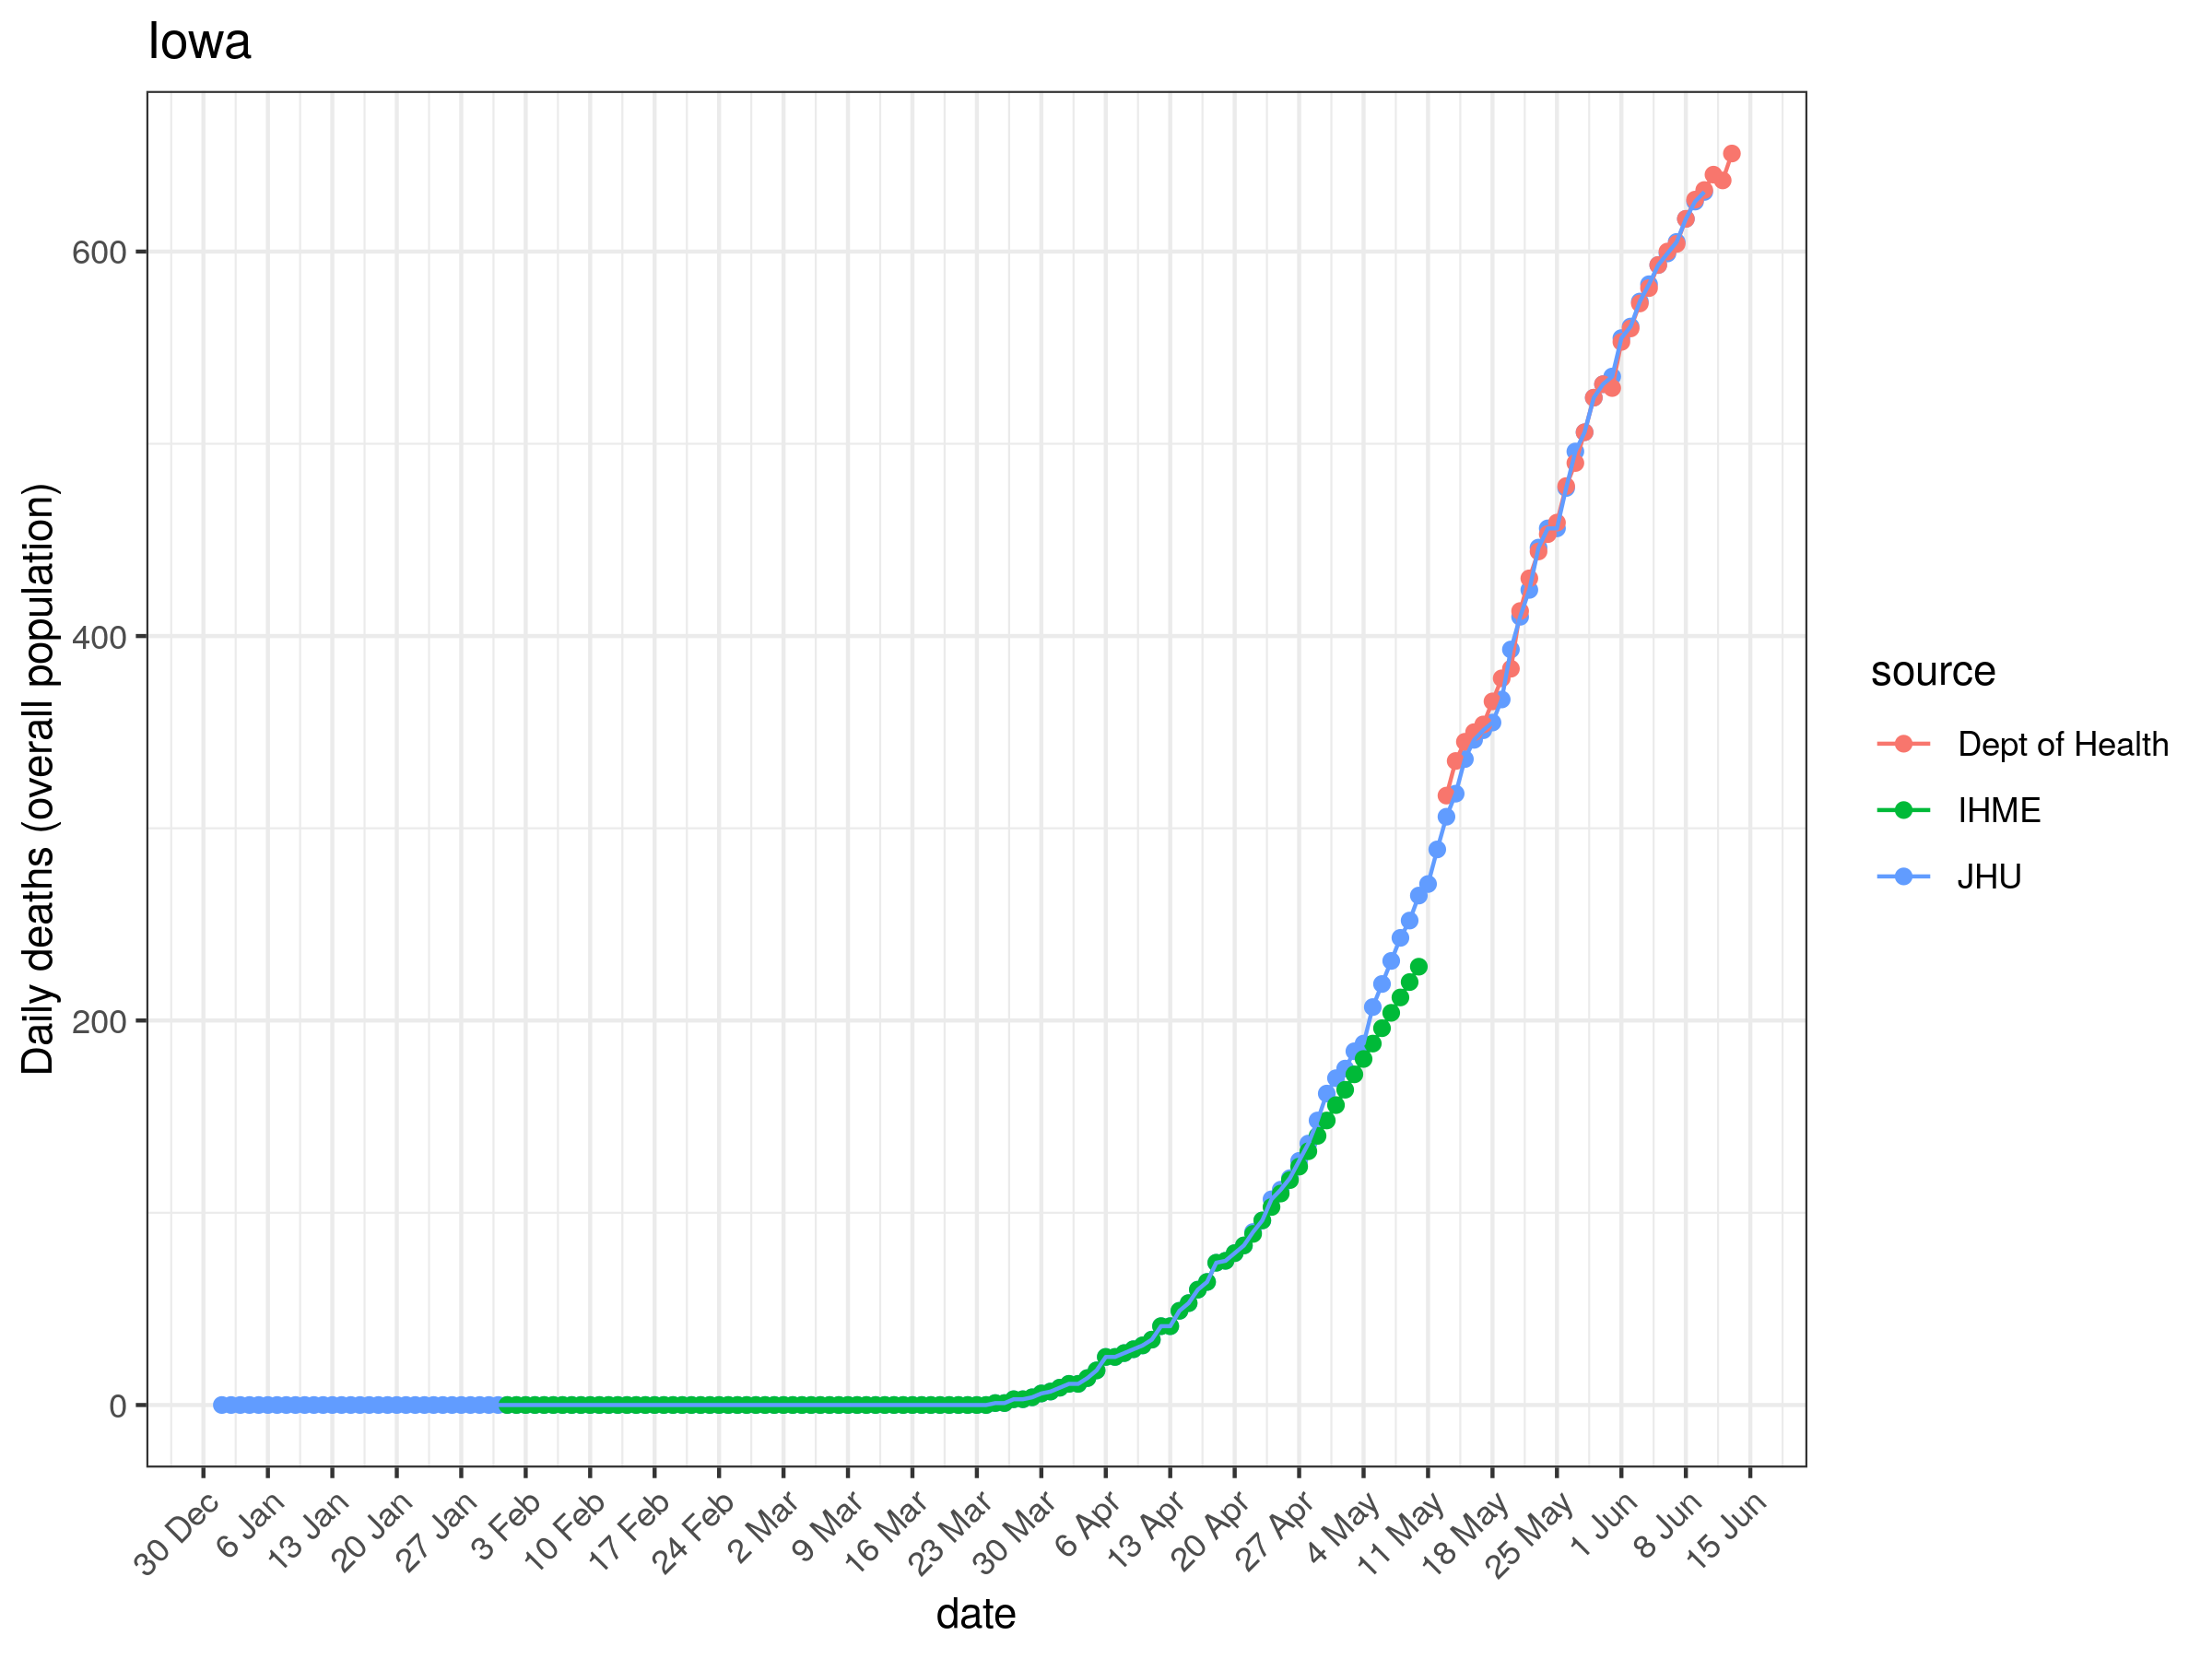 Iowa
Daily deaths (overall population)
600
400
200
0
30 Dec
6 Jan
13 Jan
20 Jan
27 Jan
3 Feb
10 Feb
17 Feb
24 Feb
2 Mar
9 Mar
16 Mar
23 Mar
30 Mar
6 Apr
13 Apr
20 Apr
27 Apr
4 May
11 May
18 May
25 May
1 Jun
8 Jun
15 Jun
date
source
Dept of Health
IHME
JHU